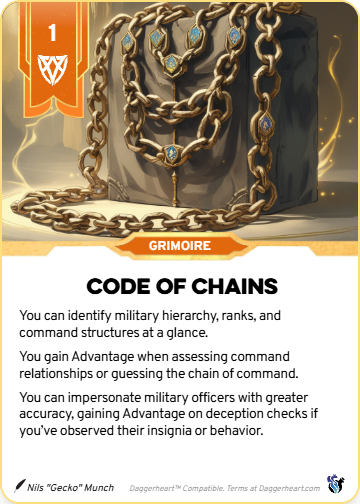 1
GRIMOIRE
CODE OF CHAINS
You can identify military hierarchy, ranks, and
command structures at a glance.
You gain Advantage when assessing command
relationships or guessing the chain of command.
You can impersonate military officers with greater
accuracy, gaining Advantage on deception checks if
you've observed their insignia or behavior.
Nils "Gecko" Munch
Daggerheart™ Compatible. Terms at Daggerheart.com